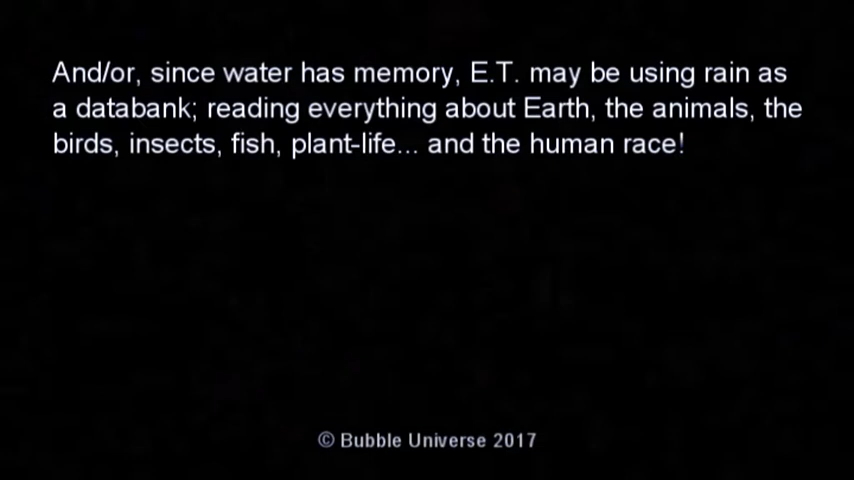 And/or, since water has memory, E.T. may be using rain as
a databank; reading everything about Earth, the animals, the
birds, insects, fish, plant-life... and the human race!
© Bubble Universe 2017